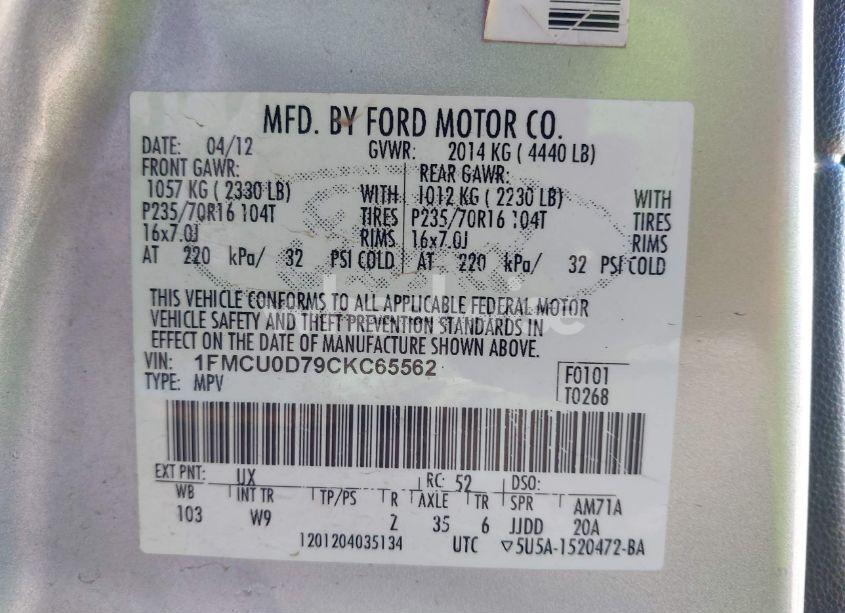 MFD. BY FORD MOTOR CO.
DATE: 04/12 GVWR: 2014 KG ( 4440 LB)
FRONT GAWR: REAR GAWR:
1057 KG ( 2330 LB) WITH 1012 KG ( 2230 LB) WITH
P235/70R16 104T TIRES P235/70R16 104T TIRES
16x7.0J RIMS 16x7.0J RIMS
AT 220 kPa/ 32 PSI COLD AT 220 kPa/ 32 PSI COLD
THIS VEHICLE CONFORMS TO ALL APPLICABLE FEDERAL MOTOR
VEHICLE SAFETY AND THEFT PREVENTION STANDARDS IN
EFFECT ON THE DATE OF MANUFACTURE SHOWN ABOVE.
VIN: 1FMCU0D79CKC65562
TYPE: MPV
F0101
T0268
EXT PNT: UX RC: 52 DSO:
WB INT TR TP/PS R AXLE TR SPR AM71A
103 W9 2 35 6 JJDD 20A
1201204035134 UTC ▽5U5A-1520472-BA